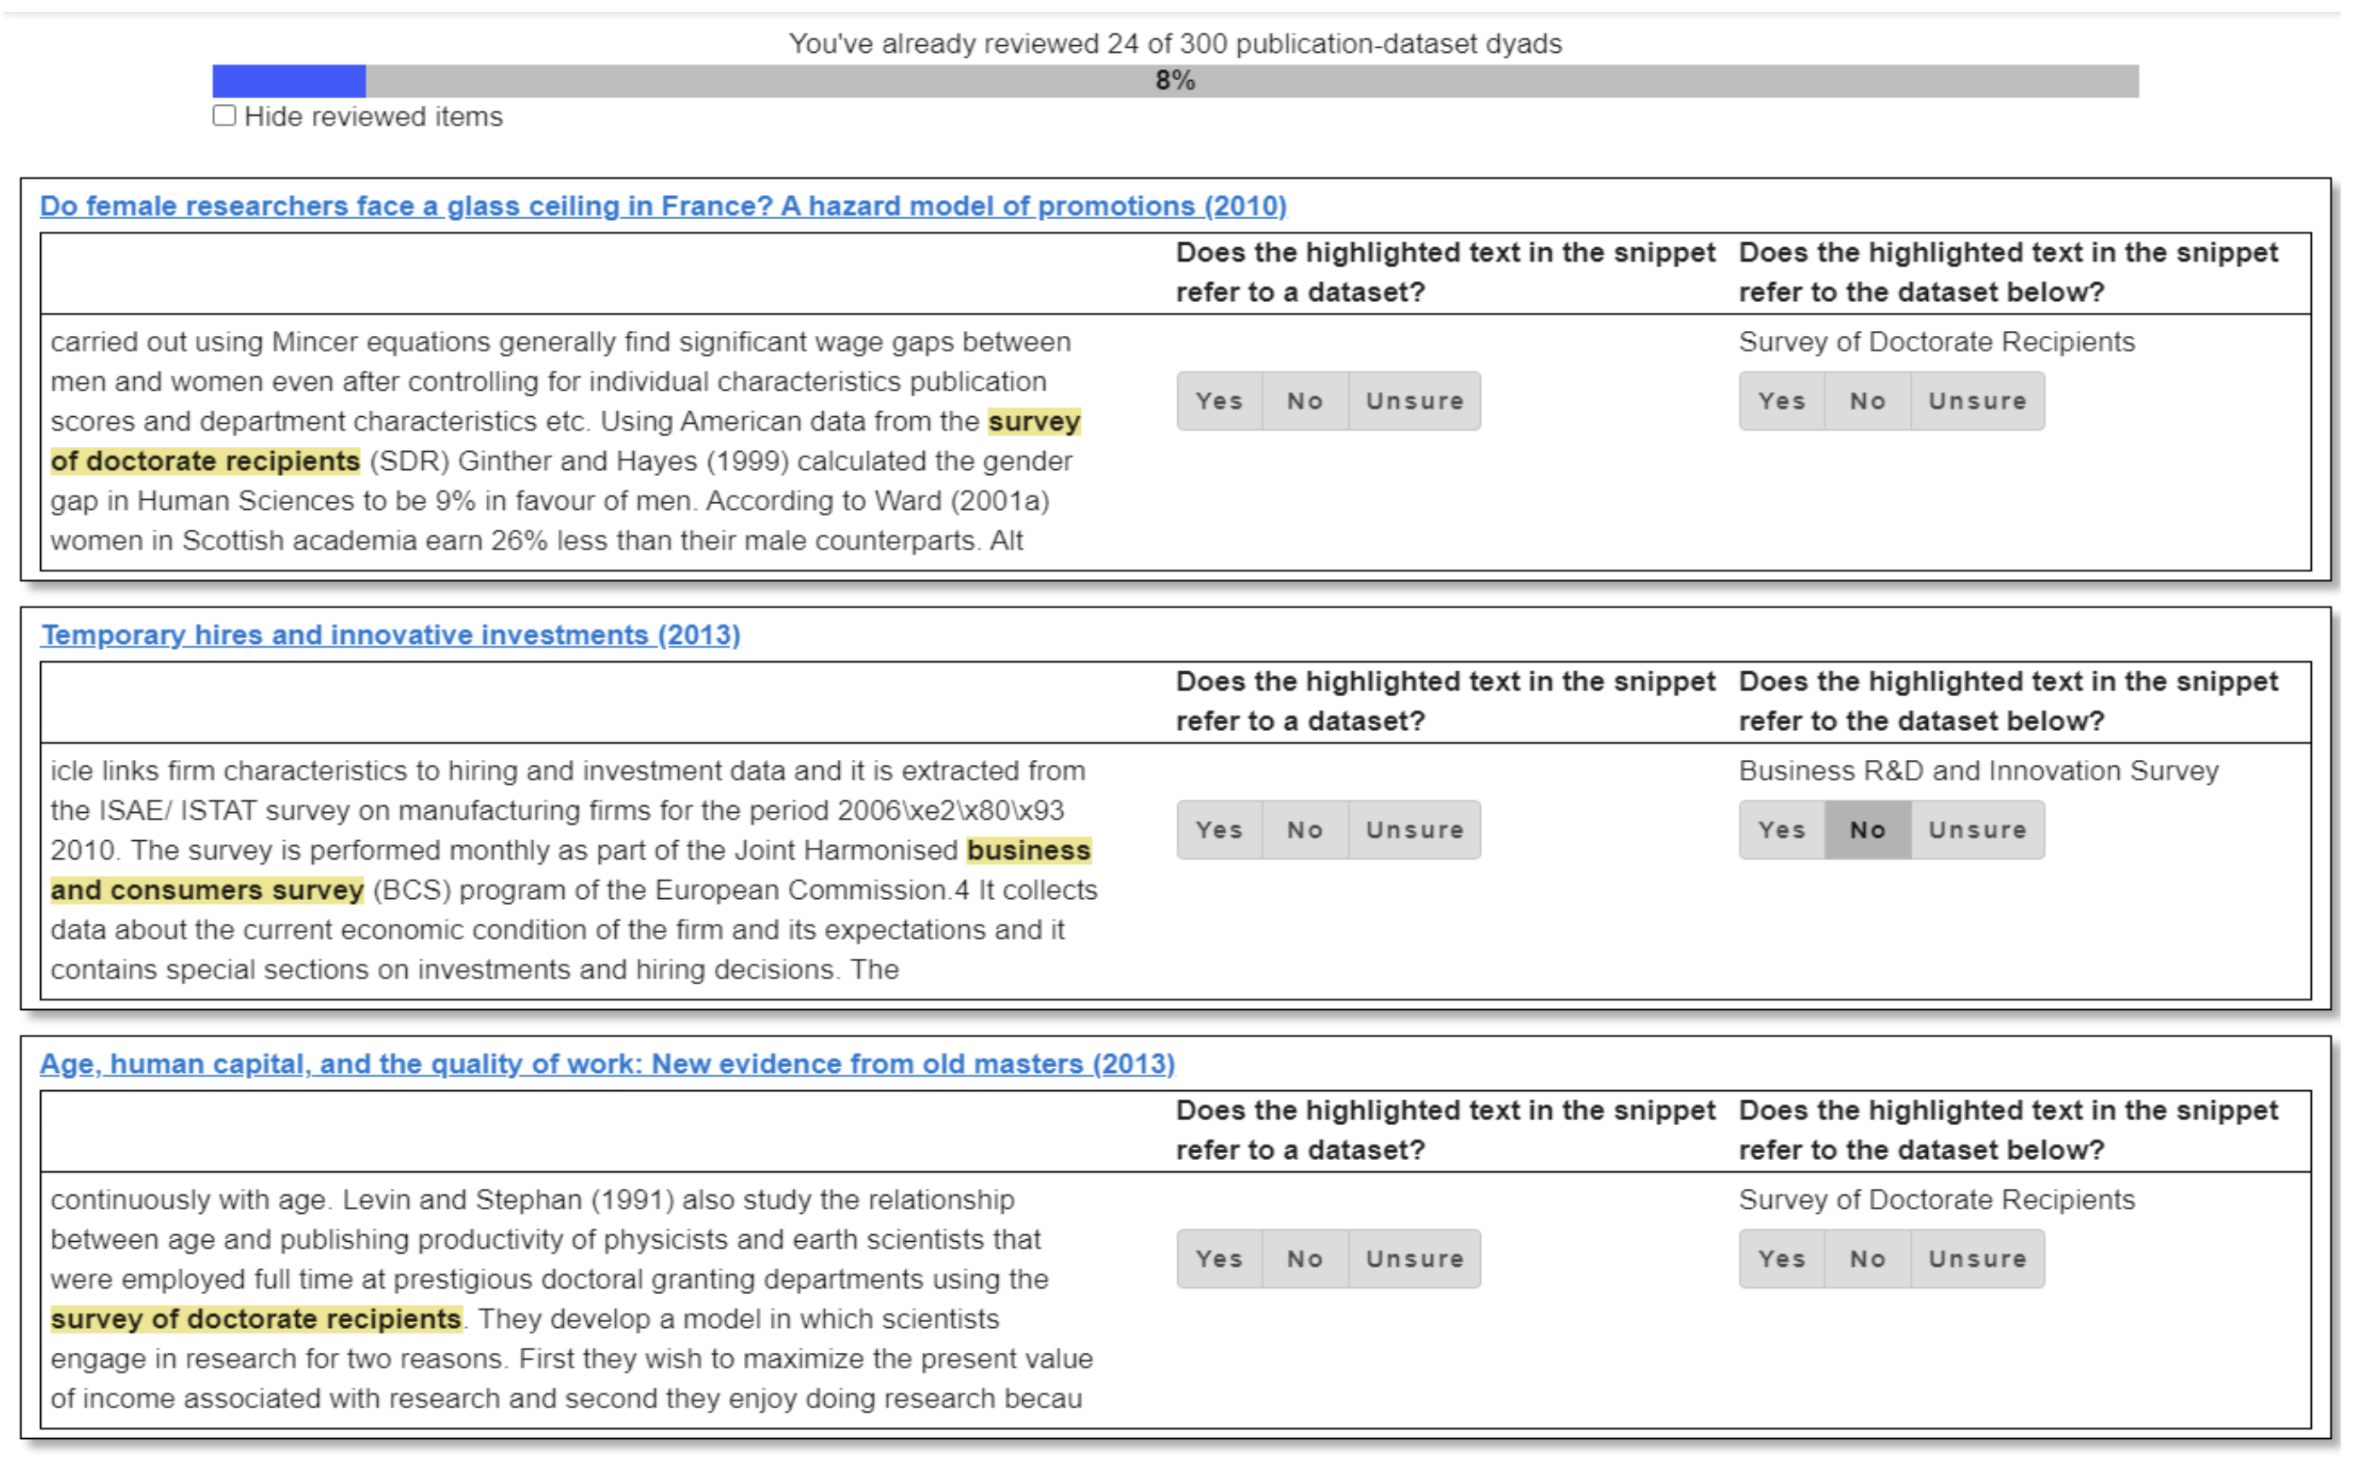 You've already reviewed 24 of 300 publication-dataset dyads
8%
Hide reviewed items
Do female researchers face a glass ceiling in France? A hazard model of promotions (2010)
Does the highlighted text in the snippet
refer to a dataset?
Does the highlighted text in the snippet
refer to the dataset below?
carried out using Mincer equations generally find significant wage gaps between
men and women even after controlling for individual characteristics publication
scores and department characteristics etc. Using American data from the survey
of doctorate recipients (SDR) Ginther and Hayes (1999) calculated the gender
gap in Human Sciences to be 9% in favour of men. According to Ward (2001a)
women in Scottish academia earn 26% less than their male counterparts. Alt
Yes No Unsure
Survey of Doctorate Recipients
Yes No Unsure
Temporary hires and innovative investments (2013)
Does the highlighted text in the snippet
refer to a dataset?
Does the highlighted text in the snippet
refer to the dataset below?
icle links firm characteristics to hiring and investment data and it is extracted from
the ISAE/ ISTAT survey on manufacturing firms for the period 2006\xe2\x80\x93
2010. The survey is performed monthly as part of the Joint Harmonised business
and consumers survey (BCS) program of the European Commission.4 It collects
data about the current economic condition of the firm and its expectations and it
contains special sections on investments and hiring decisions. The
Yes No Unsure
Business R&D and Innovation Survey
Yes No Unsure
Age, human capital, and the quality of work: New evidence from old masters (2013)
Does the highlighted text in the snippet
refer to a dataset?
Does the highlighted text in the snippet
refer to the dataset below?
continuously with age. Levin and Stephan (1991) also study the relationship
between age and publishing productivity of physicists and earth scientists that
were employed full time at prestigious doctoral granting departments using the
survey of doctorate recipients. They develop a model in which scientists
engage in research for two reasons. First they wish to maximize the present value
of income associated with research and second they enjoy doing research becau
Yes No Unsure
Survey of Doctorate Recipients
Yes No Unsure